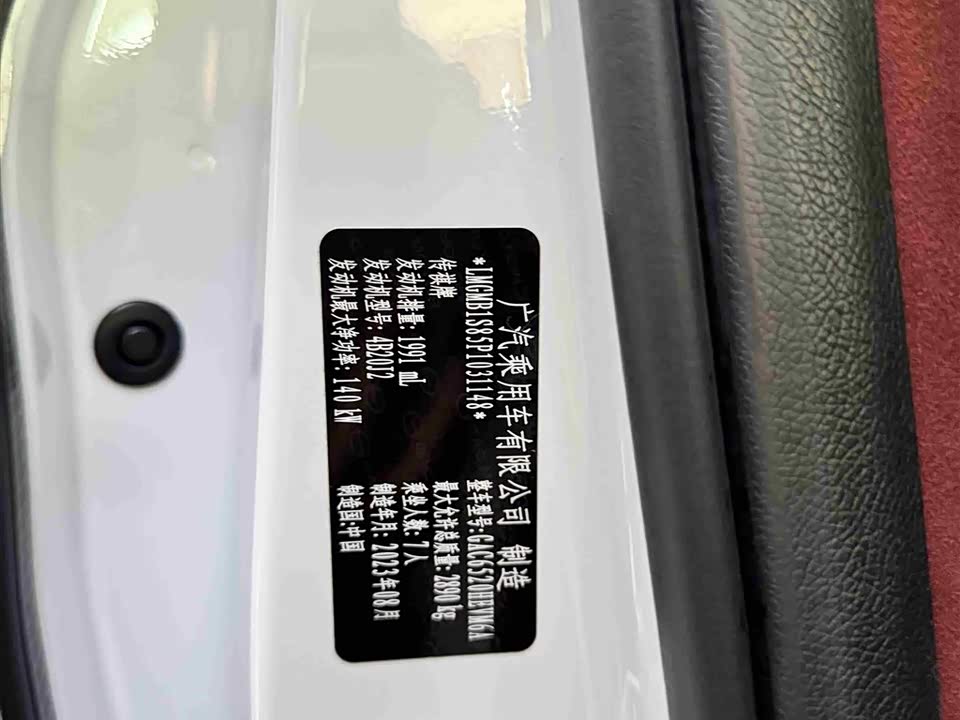 广汽乘用车有限公司 制造
*LMGMB1S85P1031148* 整车型号:GAC6520HEVM6A
传祺牌 最大允许总质量: 2890 kg
发动机排量: 1991 mL 乘坐人数: 7人
发动机型号: 4B20J2 制造年月: 2023年08月
发动机最大净功率: 140 kW 制造国:中国